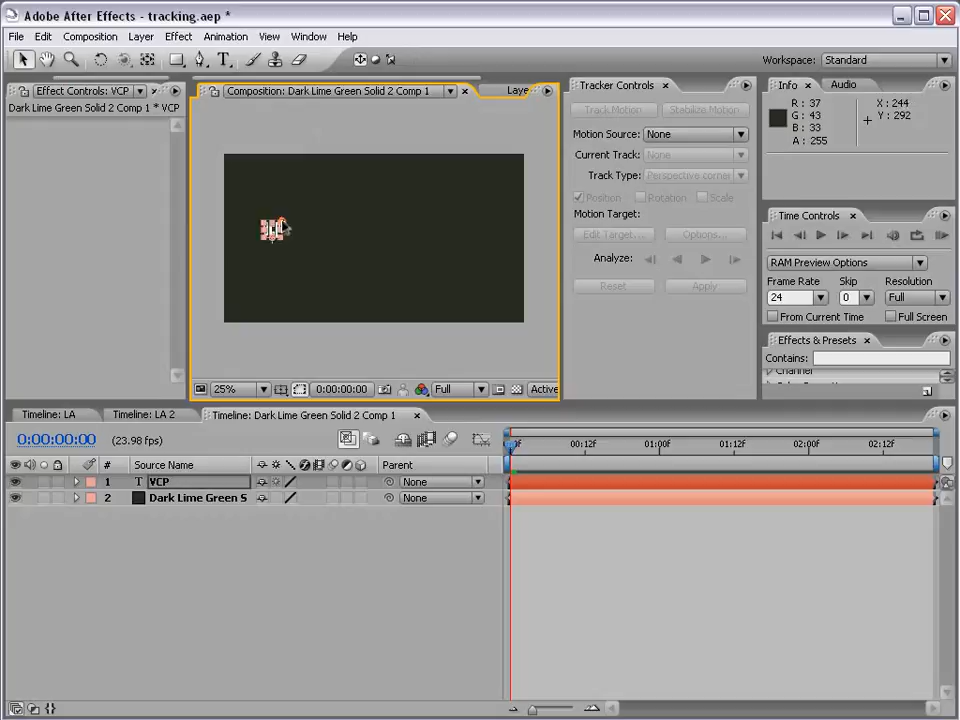 Adobe After Effects - tracking.aep *
File Edit Composition Layer Effect Animation View Window Help
Workspace: Standard
Effect Controls: VCP
Dark Lime Green Solid 2 Comp 1 * VCP
Composition: Dark Lime Green Solid 2 Comp 1
Laye
25% 0:00:00:00 Full Active
Tracker Controls
Track Motion Stabilize Motion
Motion Source: None
Current Track: None
Track Type: Perspective corner
Position Rotation Scale
Motion Target:
Edit Target... Options...
Analyze:
Reset Apply
Info Audio
R: 37 X: 244
G: 43 Y: 292
B: 33
A: 255
Time Controls
RAM Preview Options
Frame Rate Skip Resolution
24 0 Full
From Current Time Full Screen
Effects & Presets
Contains:
Channel
Timeline: LA Timeline: LA 2 Timeline: Dark Lime Green Solid 2 Comp 1
0:00:00:00 (23.98 fps)
00:12F 01:00F 01:12F 02:00F 02:12F
# Source Name Parent
1 T VCP None
2 Dark Lime Green S None